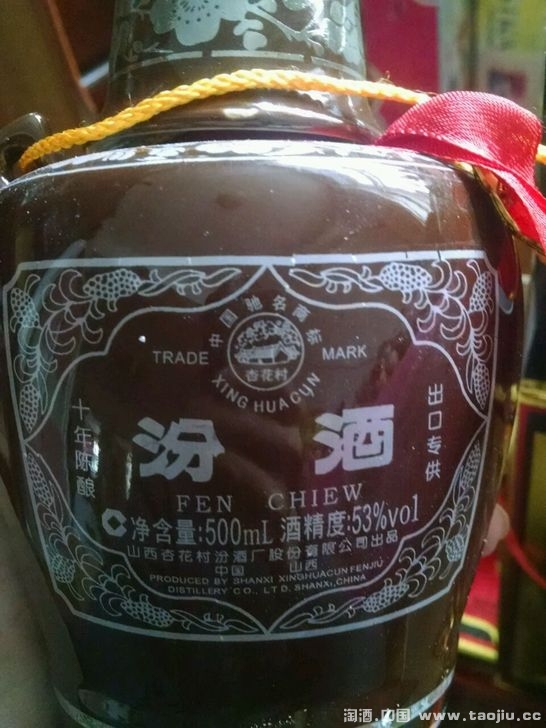 中国驰名商标
TRADE MARK
杏花村
XING HUA CUN
十年陈酿
出口专供
汾酒
FEN CHIEW
净含量:500mL 酒精度:53%vol
山西杏花村汾酒厂股份有限公司出品
中国 山西
PRODUCED BY SHANXI XINGHUACUN FENJIU
DISTILLERY CO., LTD. SHANXI, CHINA
淘酒·中国 www.taojiu.cc